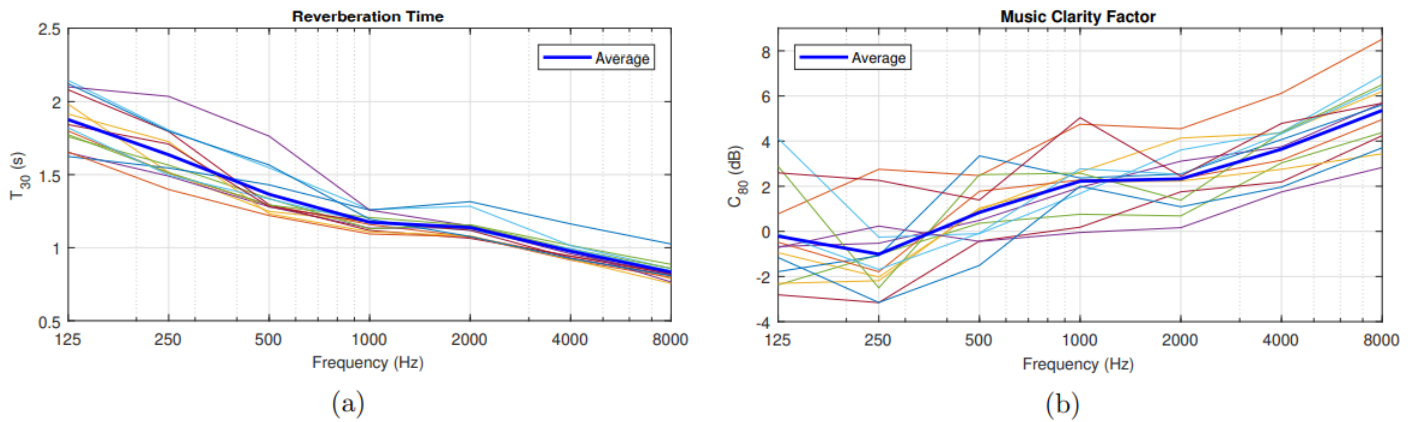 Reverberation Time
2.5
2
1.5
1
0.5
T30 (s)
Average
125 250 500 1000 2000 4000 8000
Frequency (Hz)
(a)
Music Clarity Factor
8
6
4
2
0
-2
-4
C80 (dB)
Average
125 250 500 1000 2000 4000 8000
Frequency (Hz)
(b)